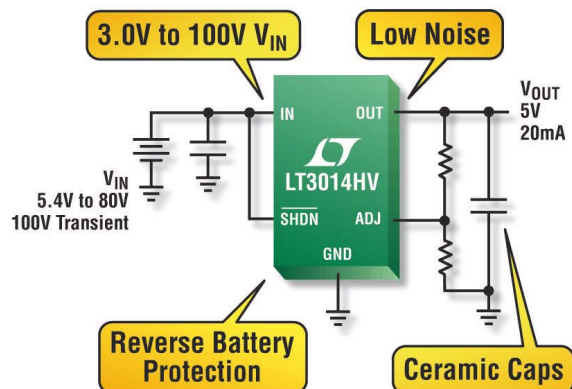 3.0V to 100V VIN
Low Noise
IN
OUT
VOUT
5V
20mA
LT3014HV
VIN
5.4V to 80V
100V Transient
SHDN
ADJ
GND
Reverse Battery
Protection
Ceramic Caps